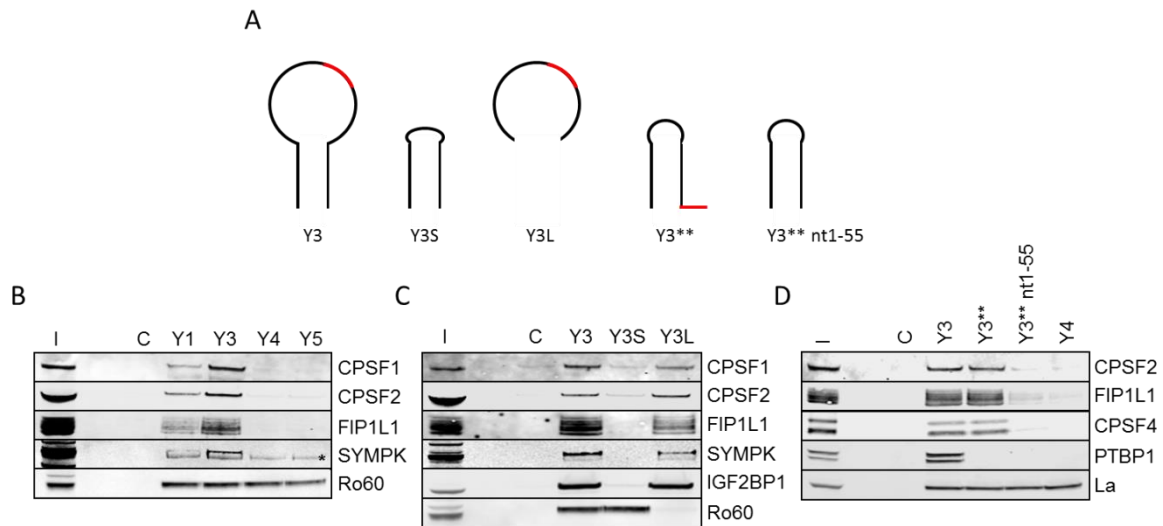 A
Y3 Y3S Y3L Y3** Y3** nt1-55
B
I C Y1 Y3 Y4 Y5
CPSF1
CPSF2
FIP1L1
SYMPK
*
Ro60
C
I C Y3 Y3S Y3L
CPSF1
CPSF2
FIP1L1
SYMPK
IGF2BP1
Ro60
D
I C Y3 Y3** Y3** nt1-55 Y4
CPSF2
FIP1L1
CPSF4
PTBP1
La